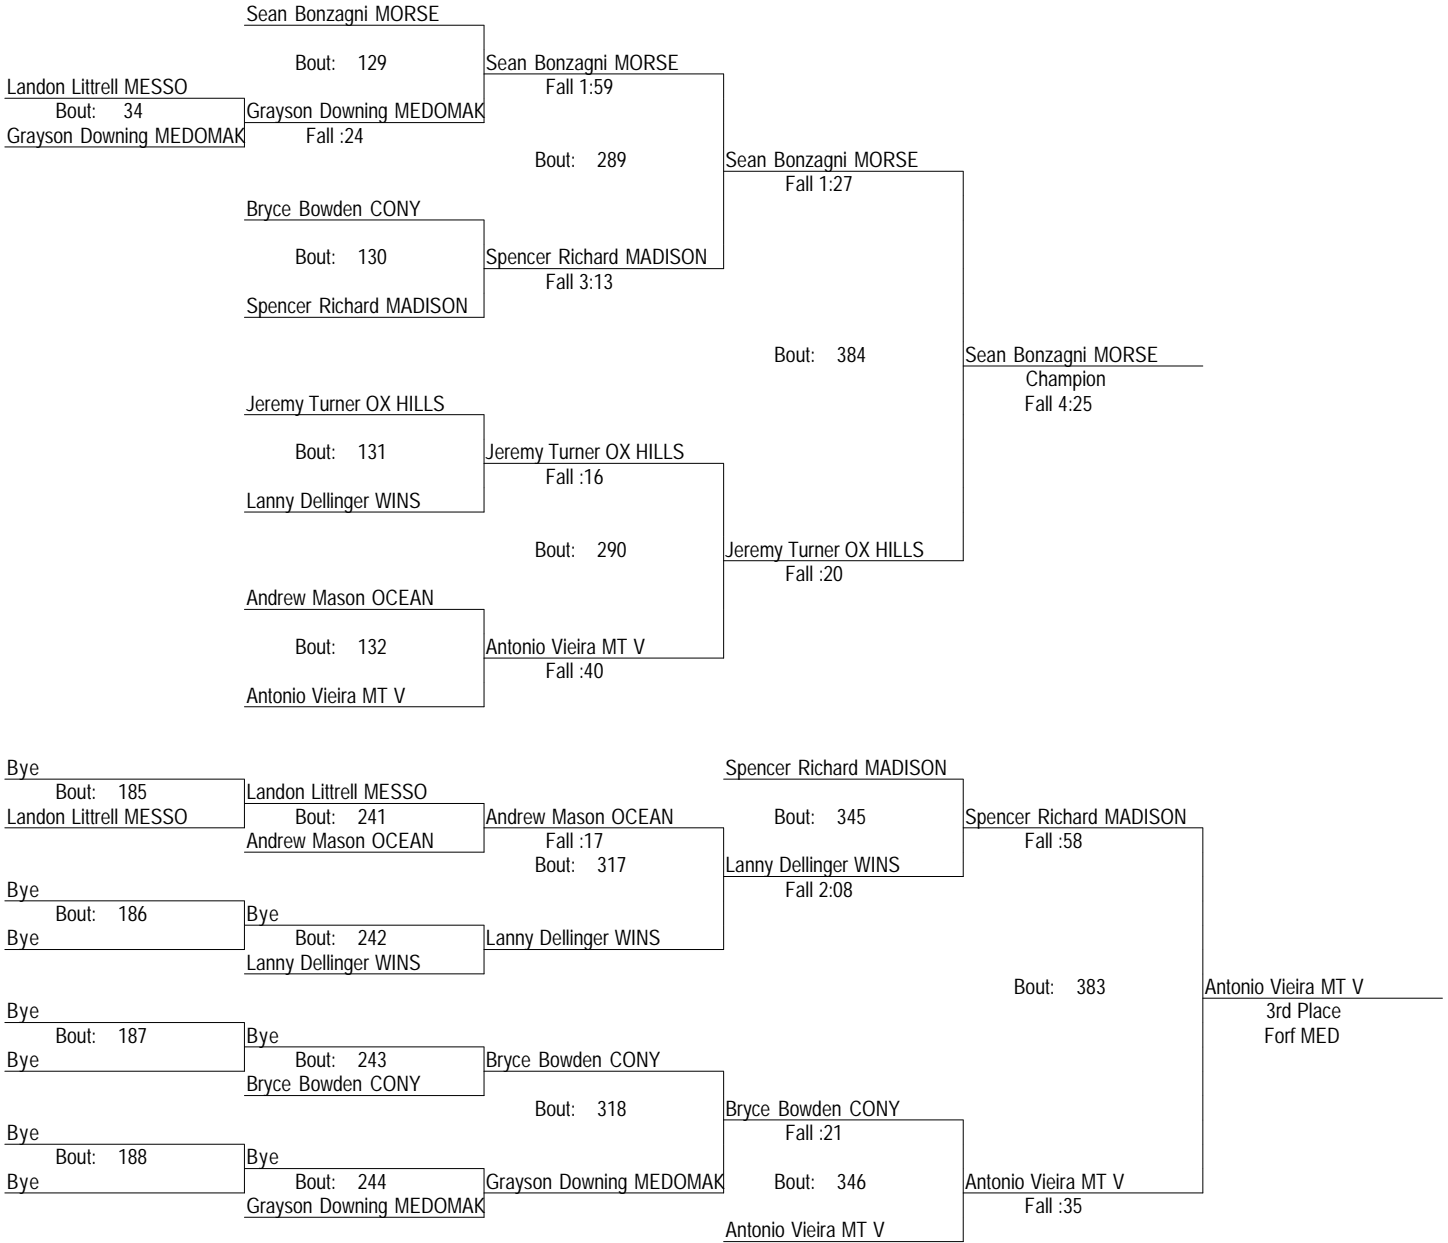 Sean Bonzagni MORSE
Bout: 129 Sean Bonzagni MORSE
Landon Littrell MESSO Fall 1:59
Bout: 34 Grayson Downing MEDOMAK
Grayson Downing MEDOMAK Fall :24
Bout: 289 Sean Bonzagni MORSE
Fall 1:27
Bryce Bowden CONY
Bout: 130 Spencer Richard MADISON
Fall 3:13
Spencer Richard MADISON
Bout: 384 Sean Bonzagni MORSE
Champion
Jeremy Turner OX HILLS Fall 4:25
Bout: 131 Jeremy Turner OX HILLS
Fall :16
Lanny Dellinger WINS
Bout: 290 Jeremy Turner OX HILLS
Fall :20
Andrew Mason OCEAN
Bout: 132 Antonio Vieira MT V
Fall :40
Antonio Vieira MT V
Bye Spencer Richard MADISON
Bout: 185 Landon Littrell MESSO
Landon Littrell MESSO Bout: 241 Andrew Mason OCEAN Bout: 345 Spencer Richard MADISON
Andrew Mason OCEAN Fall :17 Fall :58
Bout: 317 Lanny Dellinger WINS
Bye Fall 2:08
Bout: 186 Bye
Bye Bout: 242 Lanny Dellinger WINS
Lanny Dellinger WINS
Bout: 383 Antonio Vieira MT V
Bye 3rd Place
Bout: 187 Bye Forf MED
Bye Bout: 243 Bryce Bowden CONY
Bryce Bowden CONY
Bout: 318 Bryce Bowden CONY
Bye Fall :21
Bout: 188 Bye
Bye Bout: 244 Grayson Downing MEDOMAK Bout: 346 Antonio Vieira MT V
Grayson Downing MEDOMAK Fall :35
Antonio Vieira MT V